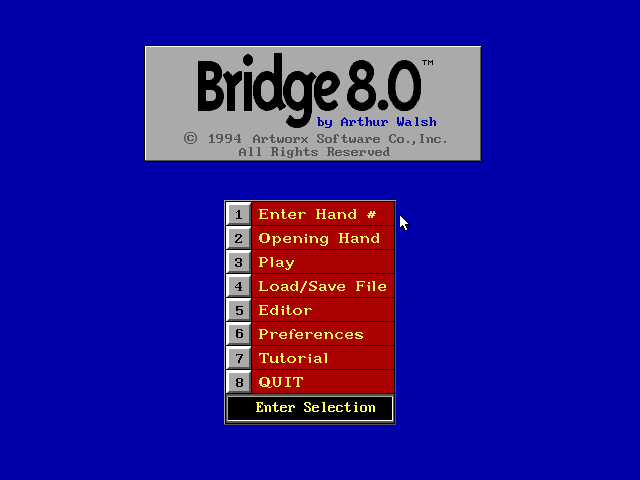 Bridge 8.0™
by Arthur Walsh
© 1994 Artworx Software Co.,Inc.
All Rights Reserved
1 Enter Hand #
2 Opening Hand
3 Play
4 Load/Save File
5 Editor
6 Preferences
7 Tutorial
8 QUIT
Enter Selection